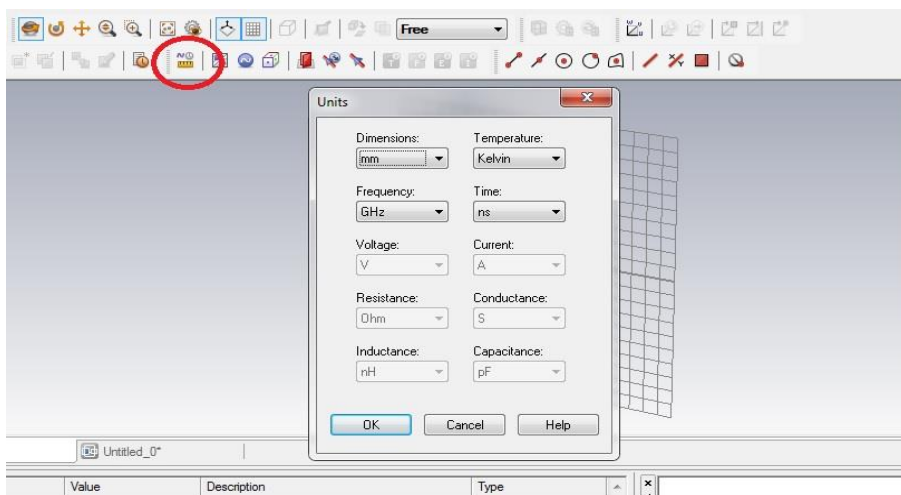 Free
Units
Dimensions: Temperature:
mm Kelvin
Frequency: Time:
GHz ns
Voltage: Current:
V A
Resistance: Conductance:
Ohm S
Inductance: Capacitance:
nH pF
OK Cancel Help
Untitled_0*
Value Description Type